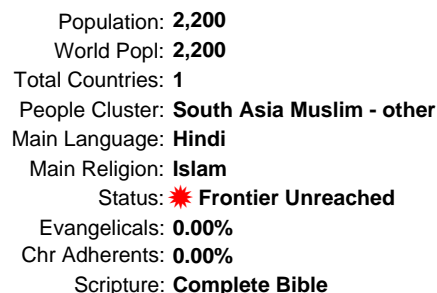 Population: 2,200
World Popl: 2,200
Total Countries: 1
People Cluster: South Asia Muslim - other
Main Language: Hindi
Main Religion: Islam
Status: Frontier Unreached
Evangelicals: 0.00%
Chr Adherents: 0.00%
Scripture: Complete Bible